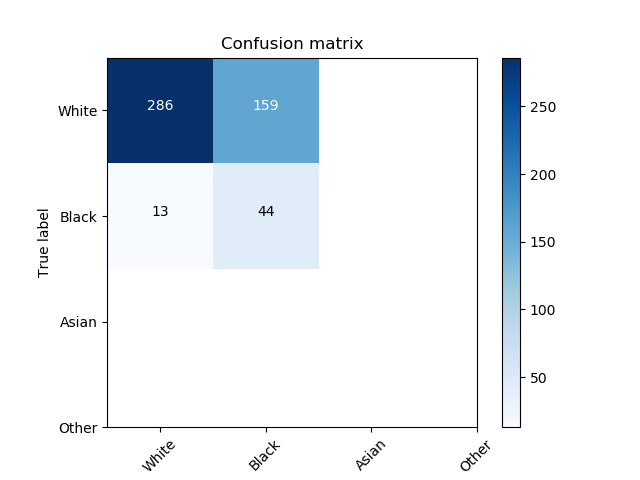 Confusion matrix
White
286
159
250
200
Black
13
44
150
True label
100
Asian
50
Other
White
Black
Asian
Other